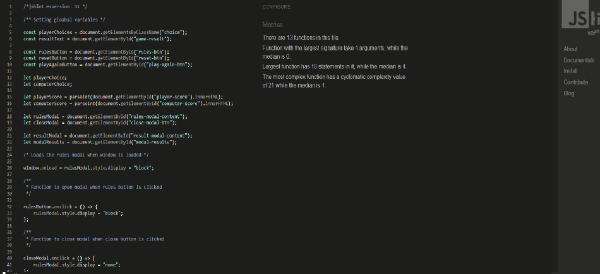 /*jshint esversion: 11 */
/** Setting gloabal variables */
const playerChoices = document.getElementsByClassName("choice");
const resultText = document.getElementById("game-result");
const rulesButton = document.getElementById("rules-btn");
const resetButton = document.getElementById("reset-btn");
const playAgainButton = document.getElementById("play-again-btn");
let playerChoice;
let computerChoice;
let playerScore = parseInt(document.getElementById("player-score").innerHTML);
let computerScore = parseInt(document.getElementById("computer-score").innerHTML);
let rulesModal = document.getElementById("rules-modal-content");
let closeModal = document.getElementById("close-modal-btn");
let resultModal = document.getElementById("result-modal-content");
let modalResults = document.getElementById("modal-results");
/* Loads the rules modal when window is loaded */
window.onload = rulesModal.style.display = "block";
/**
* Function to open modal when rules button is clicked
*/
rulesButton.onclick = () => {
rulesModal.style.display = "block";
};
/**
* Function to close modal when close button is clicked
*/
closeModal.onclick = () => {
rulesModal.style.display = "none";
CONFIGURE
Metrics
There are 13 functions in this file.
Function with the largest signature take 1 arguments, while the
median is 0.
Largest function has 18 statements in it, while the median is 4.
The most complex function has a cyclomatic complexity value
of 21 while the median is 1.
JSli
About
Documentati
Install
Contribute
Blog